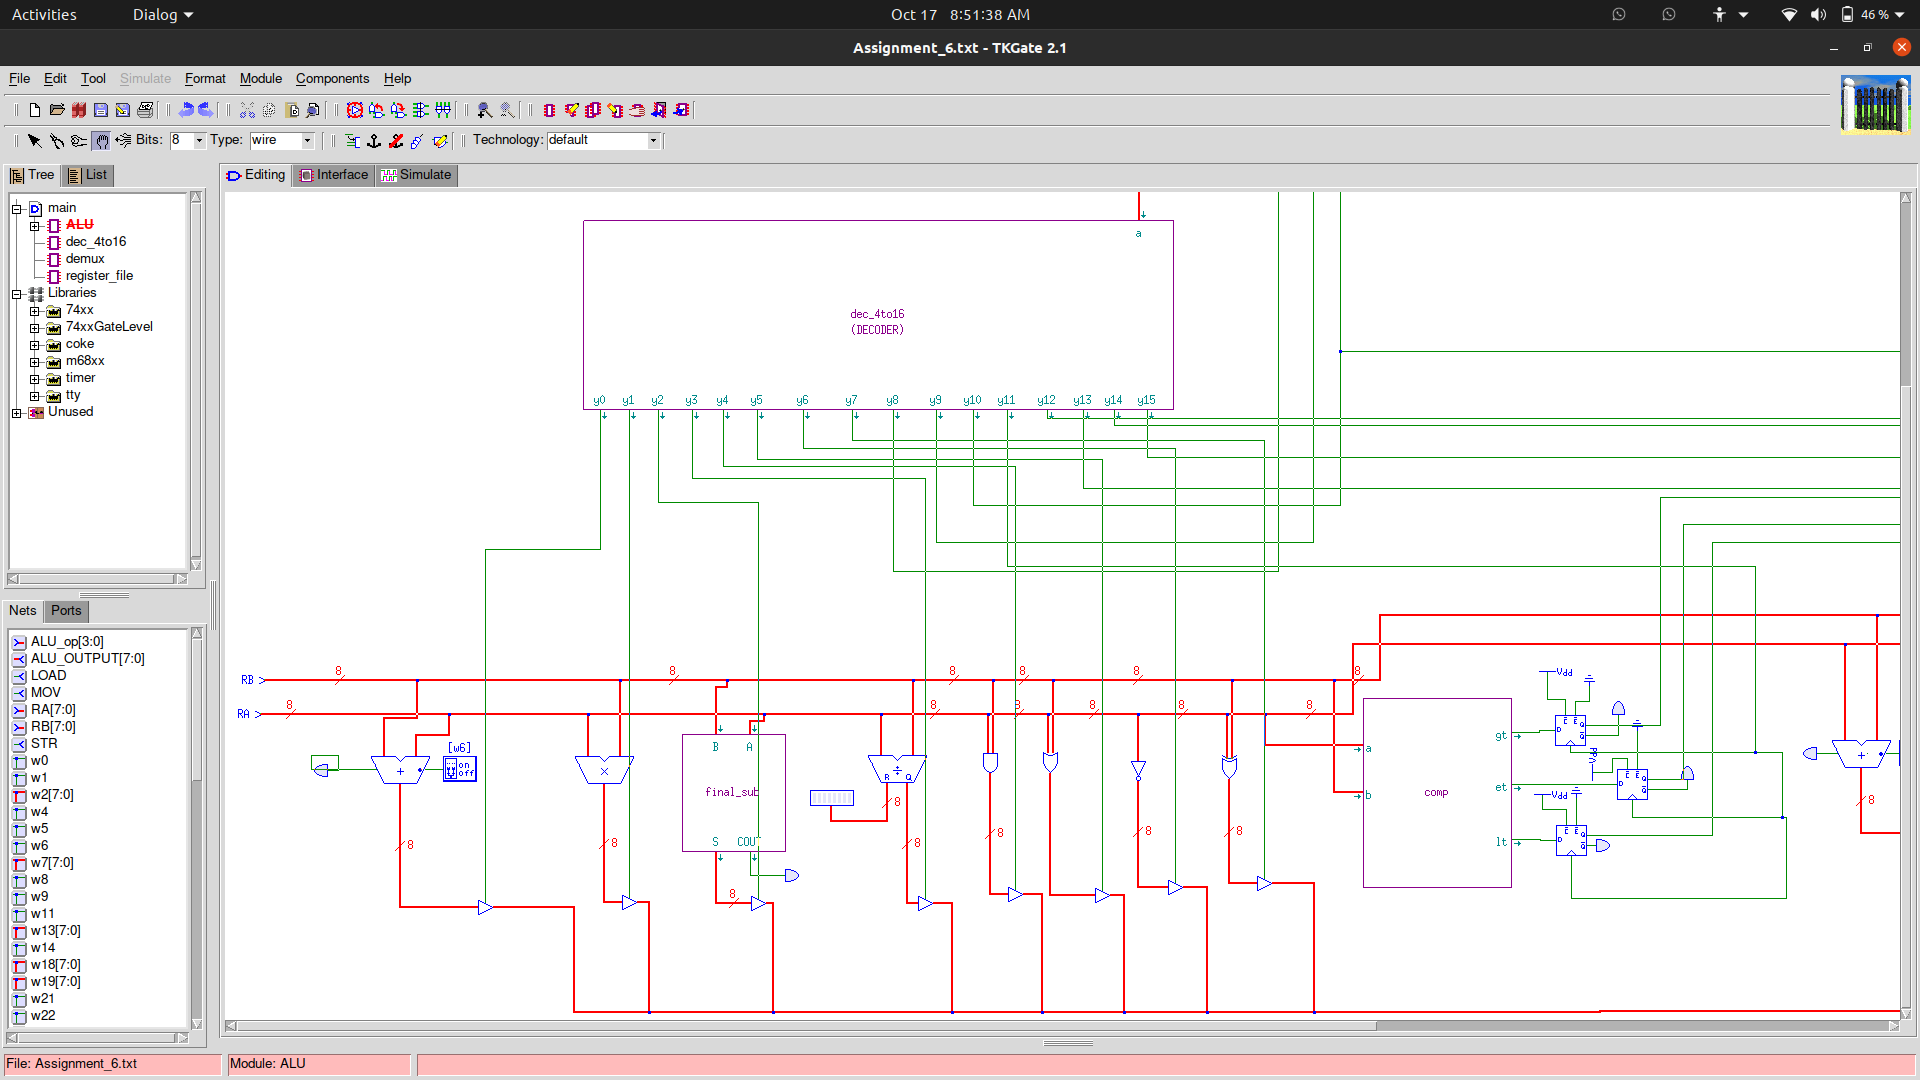 Activities Dialog Oct 17 8:51:38 AM 46 %
Assignment_6.txt - TKGate 2.1
File Edit Tool Simulate Format Module Components Help
Bits: 8 Type: wire Technology: default
Tree List
Editing Interface Simulate
main
ALU
dec_4to16
demux
register_file
Libraries
74xx
74xxGateLevel
coke
m68xx
timer
tty
Unused
Nets Ports
ALU_op[3:0]
ALU_OUTPUT[7:0]
LOAD
MOV
RA[7:0]
RB[7:0]
STR
w0
w1
w2[7:0]
w4
w5
w6
w7[7:0]
w8
w9
w11
w13[7:0]
w14
w18[7:0]
w19[7:0]
w21
w22
a
dec_4to16
(DECODER)
y0 y1 y2 y3 y4 y5 y6 y7 y8 y9 y10 y11 y12 y13 y14 y15
RB 8 8 8 8 8 8
RA 8 8 8 8 8 8
Vdd
[w6]
on
off
+
×
B A
final_sub
S COUT
÷
R Q
8
8 8 8 8 8 8 8
8
a
b
comp
gt
et
lt
D Q
Q
D Q
Q
Vdd
D Q
Q
+
8
File: Assignment_6.txt Module: ALU